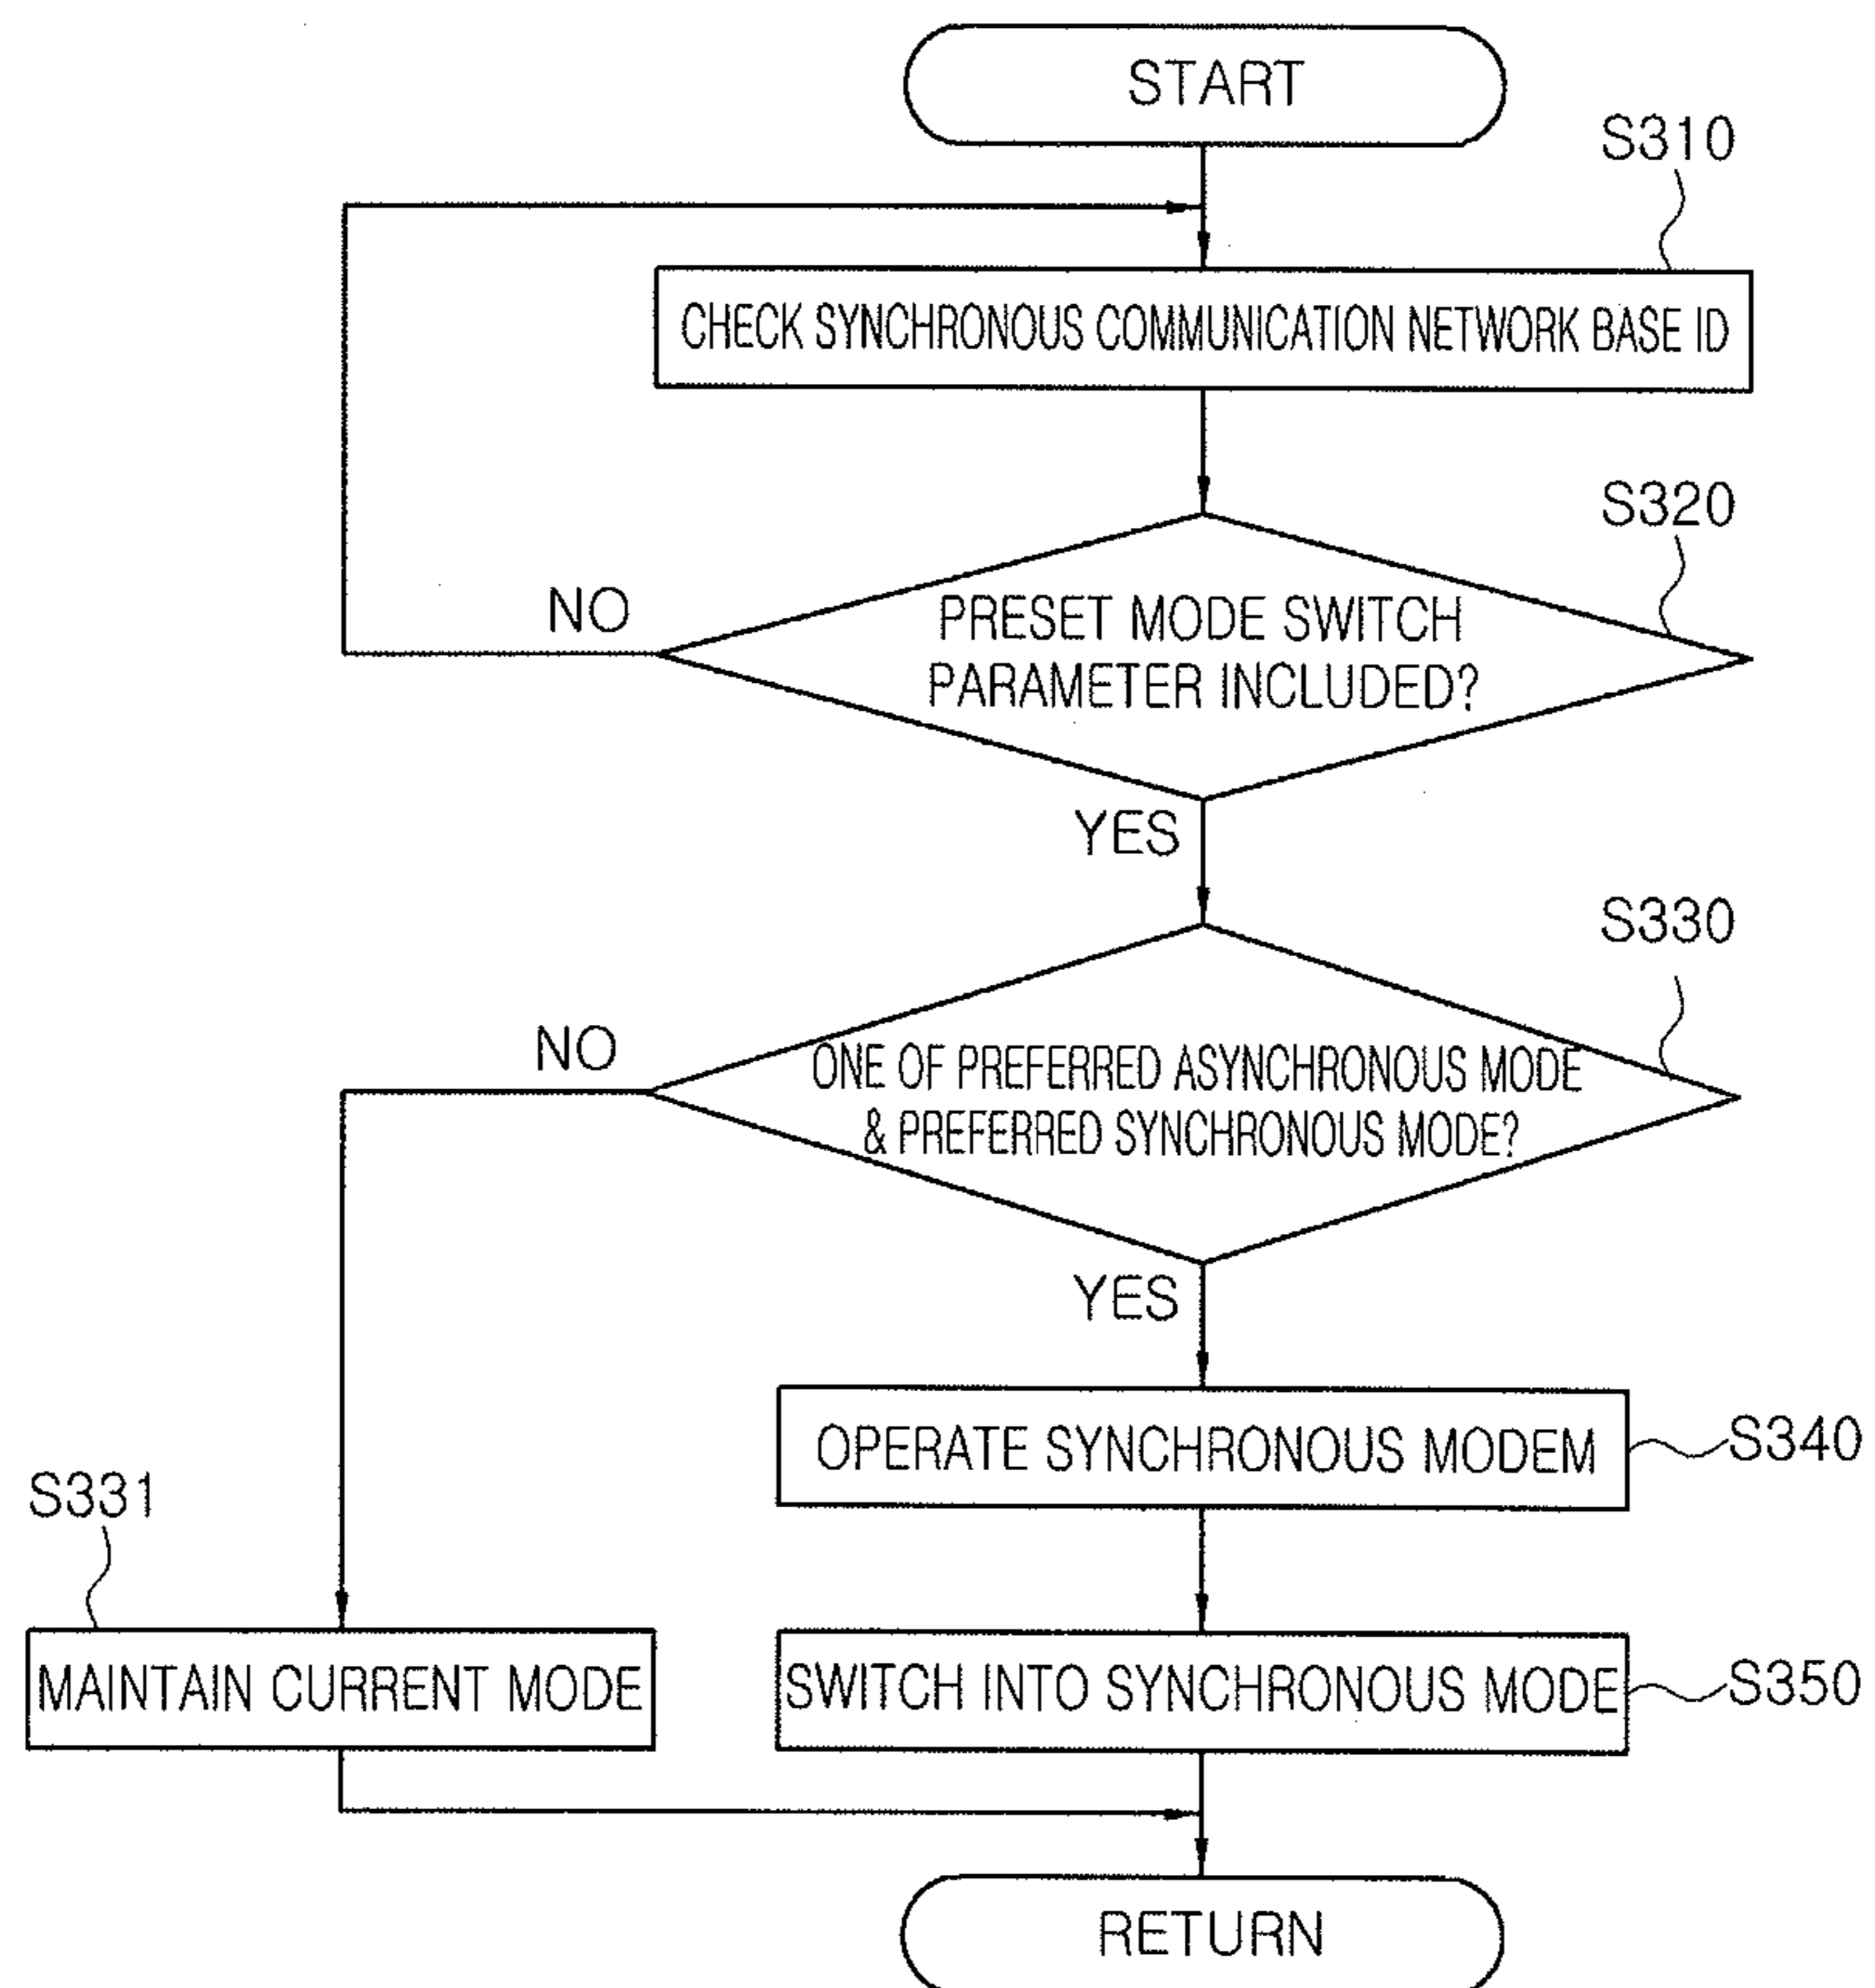 START
S310
CHECK SYNCHRONOUS COMMUNICATION NETWORK BASE ID
S320
NO
PRESET MODE SWITCH
PARAMETER INCLUDED?
YES
S330
NO
ONE OF PREFERRED ASYNCHRONOUS MODE
& PREFERRED SYNCHRONOUS MODE?
YES
OPERATE SYNCHRONOUS MODEM
S340
S331
MAINTAIN CURRENT MODE
SWITCH INTO SYNCHRONOUS MODE
S350
RETURN